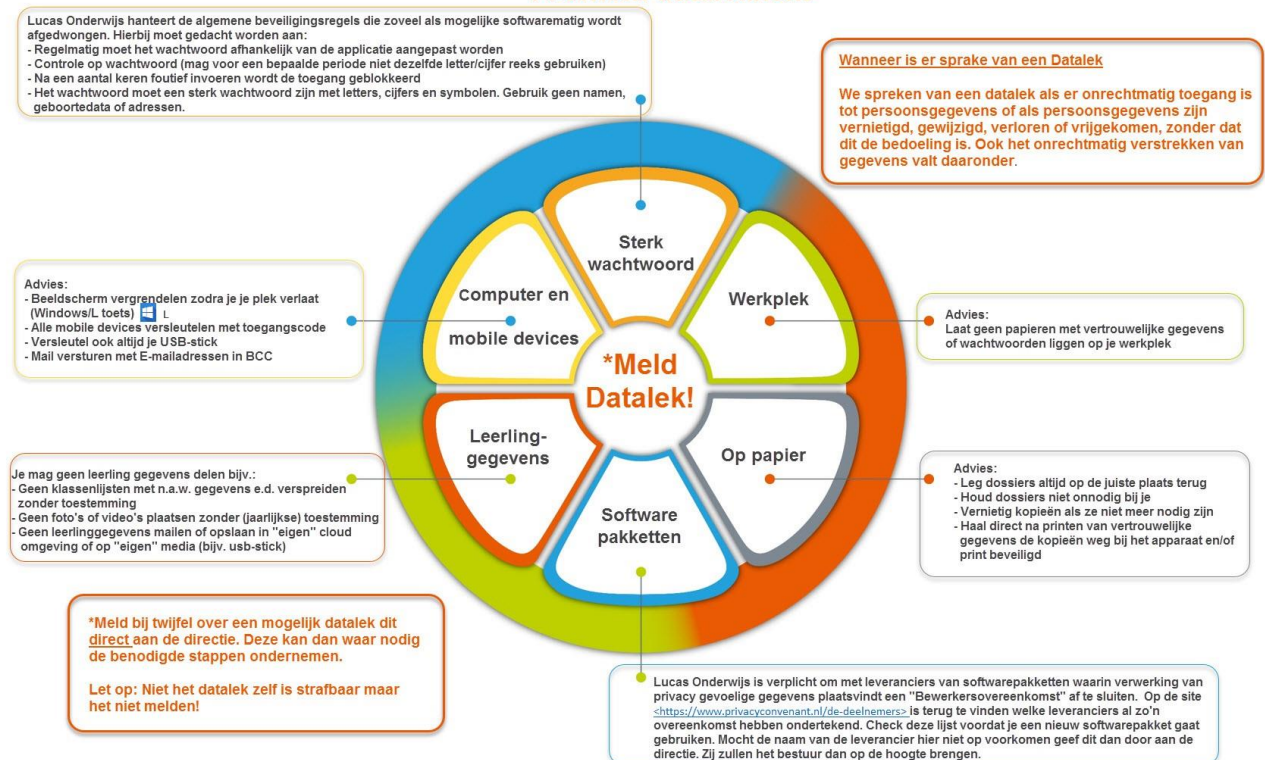 Lucas Onderwijs hanteert de algemene beveiligingsregels die zoveel als mogelijke softwarematig wordt
afgedwongen. Hierbij moet gedacht worden aan:
- Regelmatig moet het wachtwoord afhankelijk van de applicatie aangepast worden
- Controle op wachtwoord (mag voor een bepaalde periode niet dezelfde letter/cijfer reeks gebruiken)
- Na een aantal keren foutief invoeren wordt de toegang geblokkeerd
- Het wachtwoord moet een sterk wachtwoord zijn met letters, cijfers en symbolen. Gebruik geen namen,
geboortedata of adressen.
Wanneer is er sprake van een Datalek
We spreken van een datalek als er onrechtmatig toegang is
tot persoonsgegevens of als persoonsgegevens zijn
vernietigd, gewijzigd, verloren of vrijgekomen, zonder dat
dit de bedoeling is. Ook het onrechtmatig verstrekken van
gegevens valt daaronder.
Sterk
wachtwoord
Computer en
mobile devices
Werkplek
*Meld
Datalek!
Leerling-
gegevens
Op papier
Software
pakketten
Advies:
- Beeldscherm vergrendelen zodra je je plek verlaat
(Windows/L toets) L
- Alle mobile devices versleutelen met toegangscode
- Versleutel ook altijd je USB-stick
- Mail versturen met E-mailadressen in BCC
Advies:
Laat geen papieren met vertrouwelijke gegevens
of wachtwoorden liggen op je werkplek
Je mag geen leerling gegevens delen bijv.:
- Geen klassenlijsten met n.a.w. gegevens e.d. verspreiden
zonder toestemming
- Geen foto's of video's plaatsen zonder (jaarlijkse) toestemming
- Geen leerlinggegevens mailen of opslaan in "eigen" cloud
omgeving of op "eigen" media (bijv. usb-stick)
Advies:
- Leg dossiers altijd op de juiste plaats terug
- Houd dossiers niet onnodig bij je
- Vernietig kopieën als ze niet meer nodig zijn
- Haal direct na printen van vertrouwelijke
gegevens de kopieën weg bij het apparaat en/of
print beveiligd
*Meld bij twijfel over een mogelijk datalek dit
direct aan de directie. Deze kan dan waar nodig
de benodigde stappen ondernemen.
Let op: Niet het datalek zelf is strafbaar maar
het niet melden!
Lucas Onderwijs is verplicht om met leveranciers van softwarepakketten waarin verwerking van
privacy gevoelige gegevens plaatsvindt een "Bewerkersovereenkomst" af te sluiten. Op de site
<https://www.privacyconvenant.nl/de-deelnemers> is terug te vinden welke leveranciers al zo'n
overeenkomst hebben ondertekend. Check deze lijst voordat je een nieuw softwarepakket gaat
gebruiken. Mocht de naam van de leverancier hier niet op voorkomen geef dit dan door aan de
directie. Zij zullen het bestuur dan op de hoogte brengen.